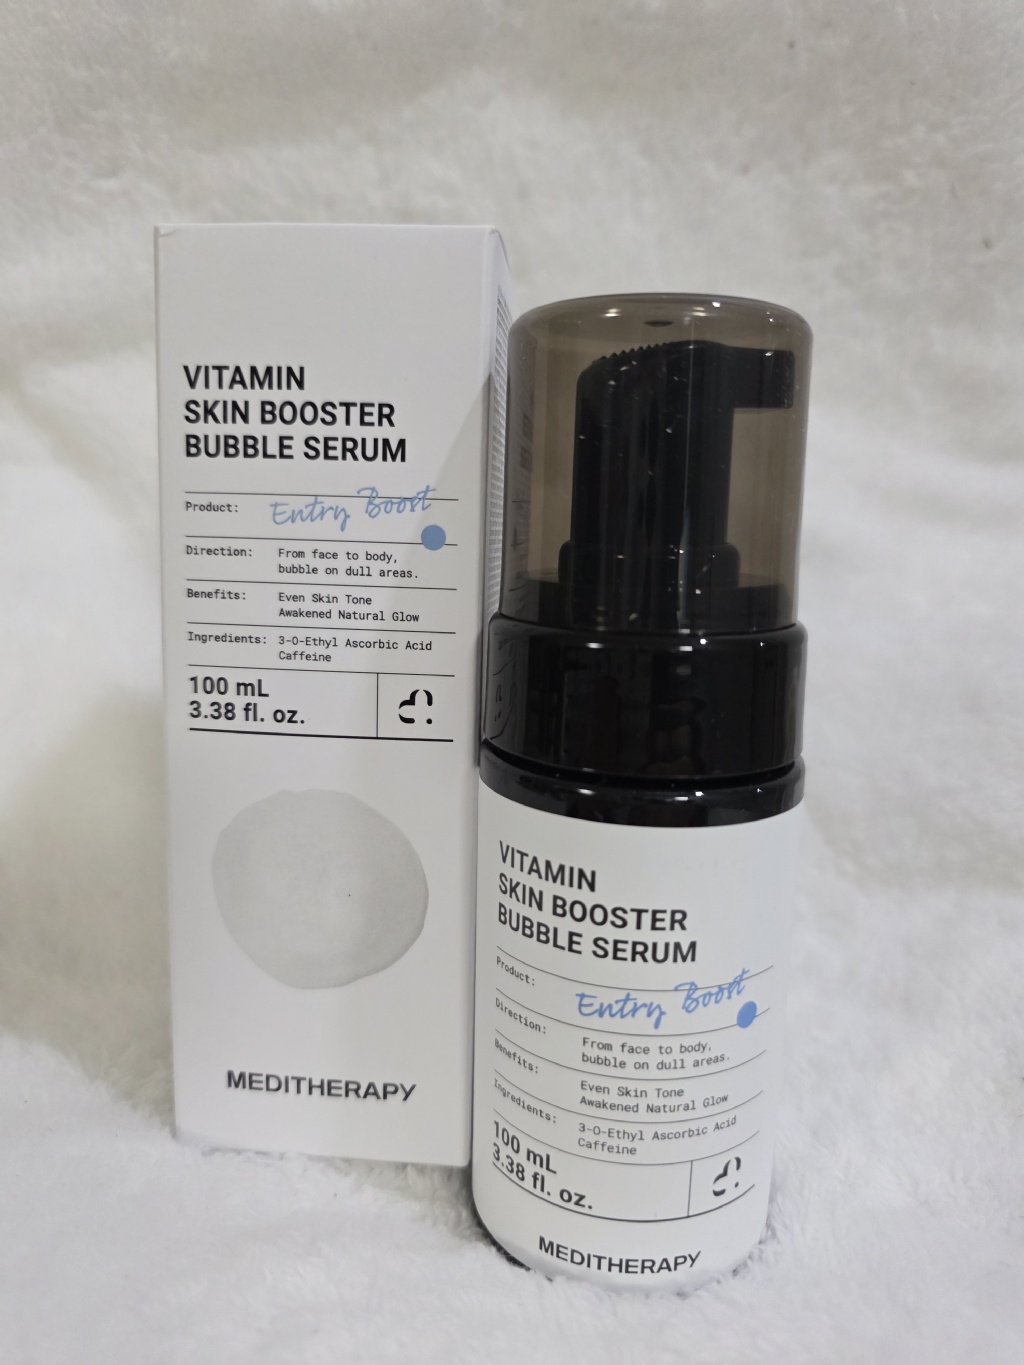 VITAMIN
SKIN BOOSTER
BUBBLE SERUM
Product: Entry Boost
Direction: From face to body,
bubble on dull areas.
Benefits: Even Skin Tone
Awakened Natural Glow
Ingredients: 3-O-Ethyl Ascorbic Acid
Caffeine
100 mL
3.38 fl. oz.
MEDITHERAPY
VITAMIN
SKIN BOOSTER
BUBBLE SERUM
Product: Entry Boost
Direction: From face to body,
bubble on dull areas.
Benefits: Even Skin Tone
Awakened Natural Glow
Ingredients: 3-O-Ethyl Ascorbic Acid
Caffeine
100 mL
3.38 fl. oz.
MEDITHERAPY